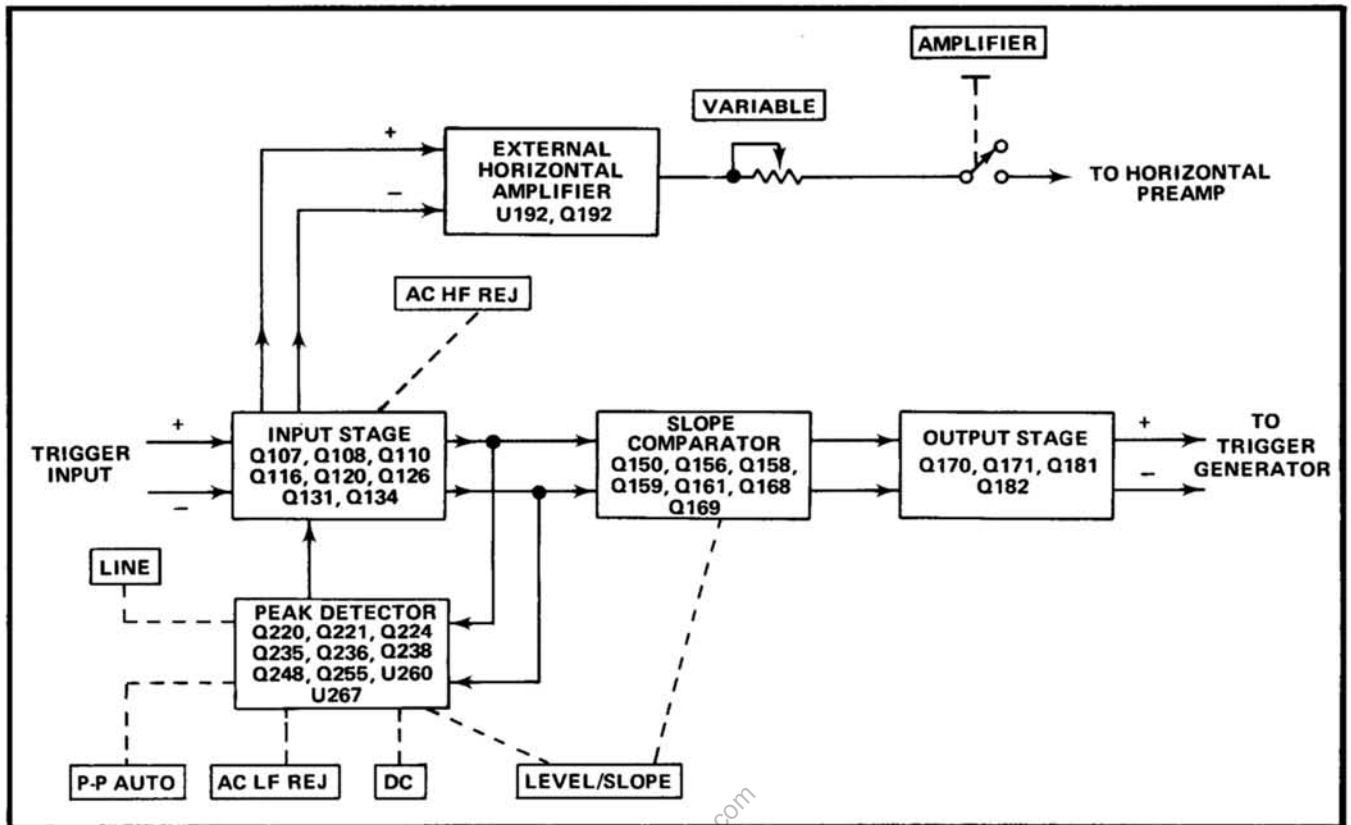 AMPLIFIER
VARIABLE
+
−
EXTERNAL
HORIZONTAL
AMPLIFIER
U192, Q192
TO HORIZONTAL
PREAMP
AC HF REJ
TRIGGER
INPUT
+
−
INPUT STAGE
Q107, Q108, Q110
Q116, Q120, Q126
Q131, Q134
SLOPE
COMPARATOR
Q150, Q156, Q158,
Q159, Q161, Q168
Q169
OUTPUT STAGE
Q170, Q171, Q181
Q182
+
−
TO
TRIGGER
GENERATOR
LINE
PEAK DETECTOR
Q220, Q221, Q224
Q235, Q236, Q238
Q248, Q255, U260
U267
P-P AUTO
AC LF REJ
DC
LEVEL/SLOPE
.com